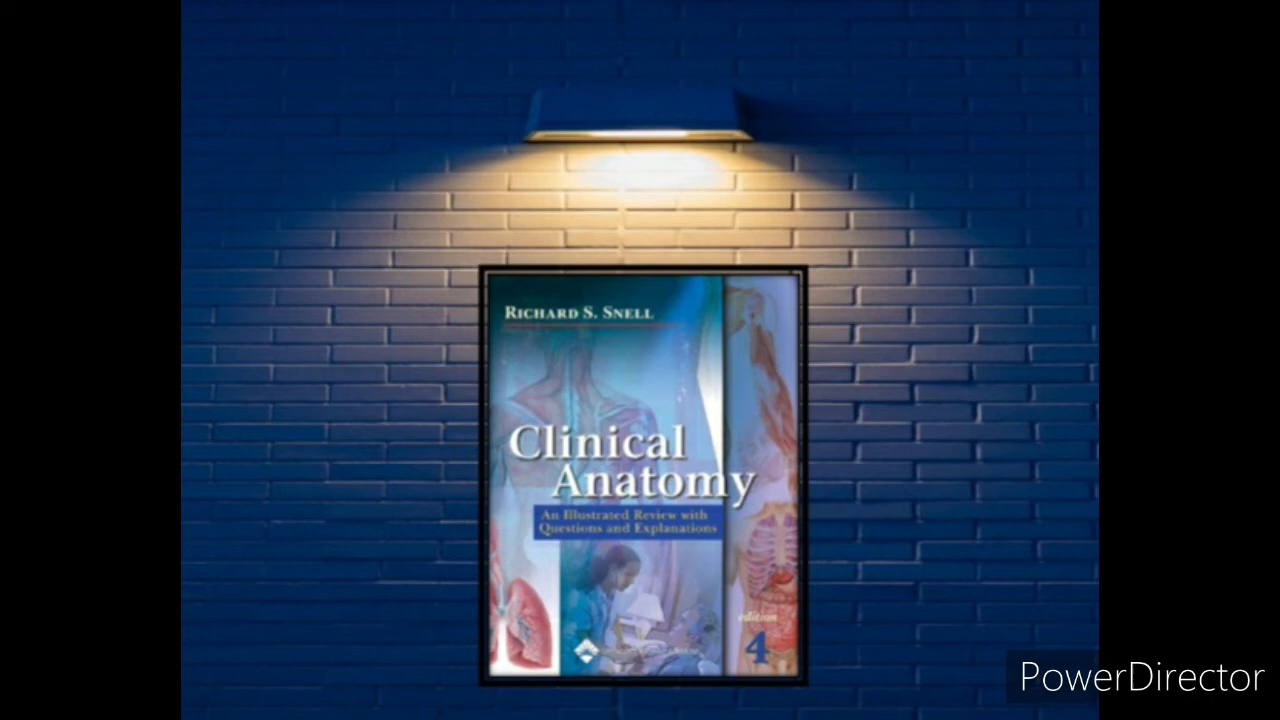 RICHARD S. SNELL
Clinical
Anatomy
An Illustrated Review with
Questions and Explanations
edition
4
PowerDirector